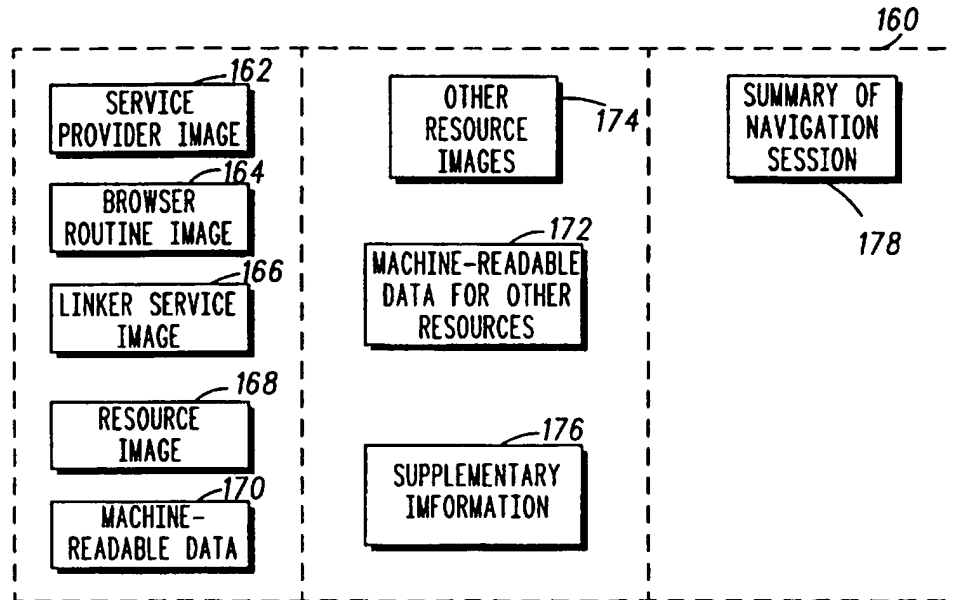 160
162
SERVICE
PROVIDER IMAGE
164
BROWSER
ROUTINE IMAGE
166
LINKER SERVICE
IMAGE
168
RESOURCE
IMAGE
170
MACHINE-
READABLE DATA
OTHER
RESOURCE
IMAGES
174
172
MACHINE-READABLE
DATA FOR OTHER
RESOURCES
176
SUPPLEMENTARY
IMFORMATION
SUMMARY OF
NAVIGATION
SESSION
178